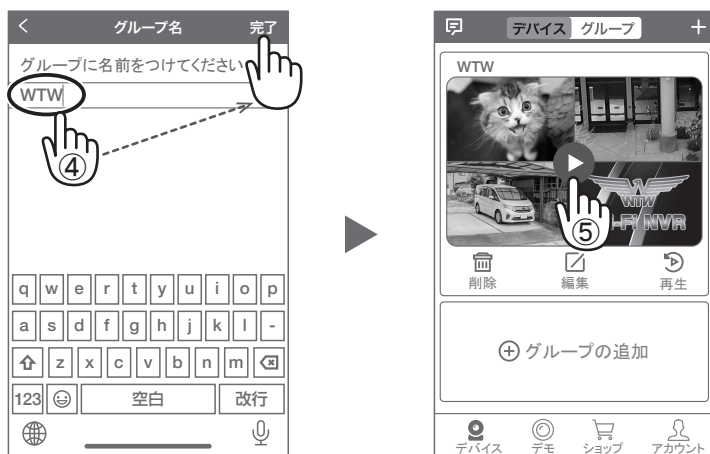 グループ名
完了
グループに名前をつけてください
WTW
④
q w e r t y u i o p
a s d f g h j k l -
z x c v b n m
123
空白
改行
デバイス グループ
WTW
WTW
-Fi NVR
⑤
削除
編集
再生
グループの追加
デバイス
デモ
ショップ
アカウント